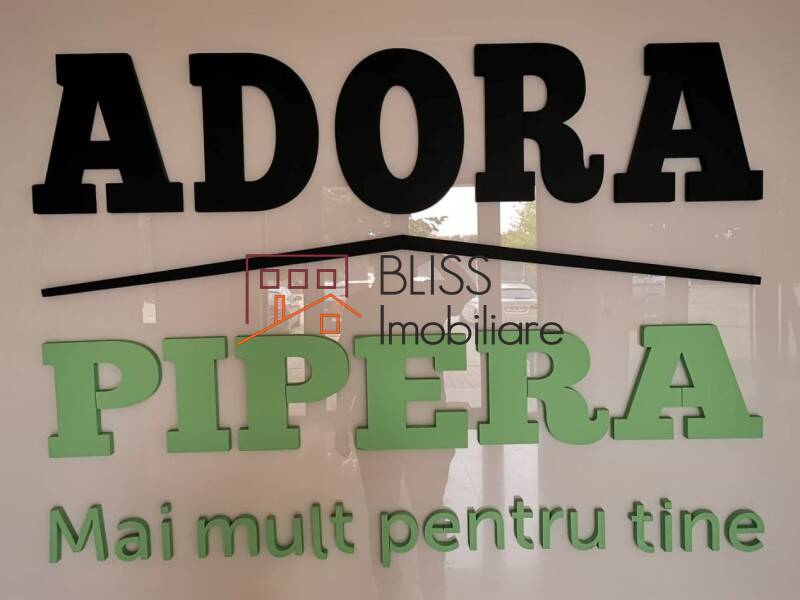 ADORA
BLISS
Imobiliare
PIPERA
Mai mult pentru tine